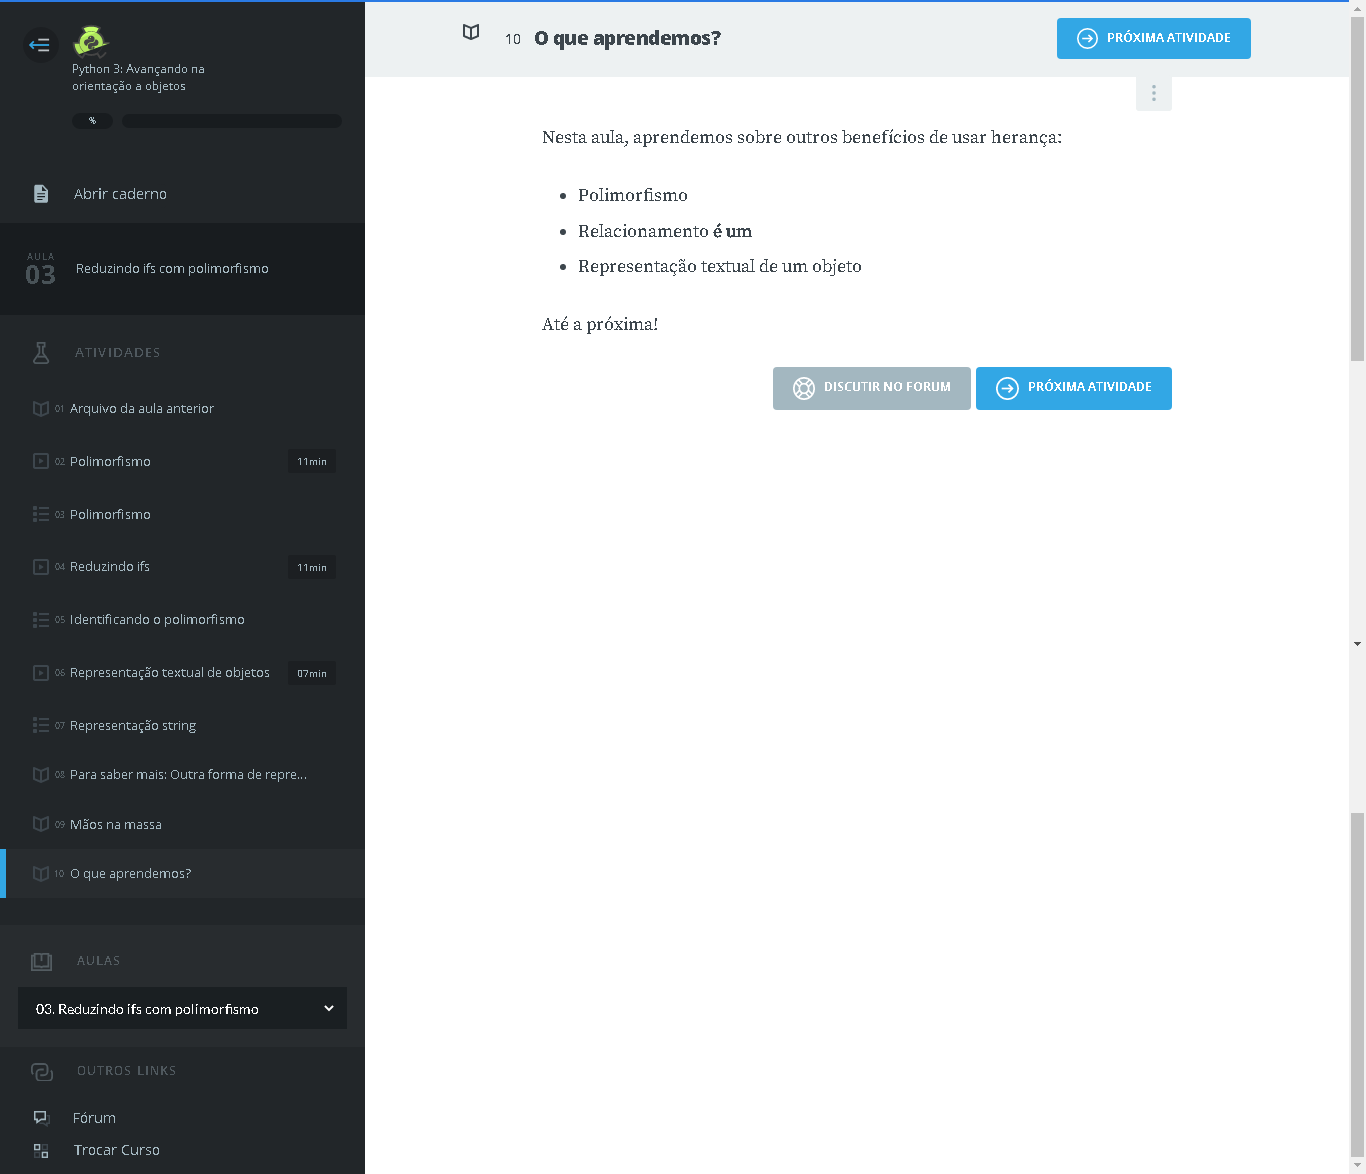 Python 3: Avançando na
orientação a objetos
%
Abrir caderno
AULA
03
Reduzindo ifs com polimorfismo
ATIVIDADES
01 Arquivo da aula anterior
02 Polimorfismo 11min
03 Polimorfismo
04 Reduzindo ifs 11min
05 Identificando o polimorfismo
06 Representação textual de objetos 07min
07 Representação string
08 Para saber mais: Outra forma de repre...
09 Mãos na massa
10 O que aprendemos?
AULAS
03. Reduzindo ifs com polimorfismo
OUTROS LINKS
Fórum
Trocar Curso
10 O que aprendemos?
PRÓXIMA ATIVIDADE
Nesta aula, aprendemos sobre outros benefícios de usar herança:
• Polimorfismo
• Relacionamento é um
• Representação textual de um objeto
Até a próxima!
DISCUTIR NO FORUM
PRÓXIMA ATIVIDADE